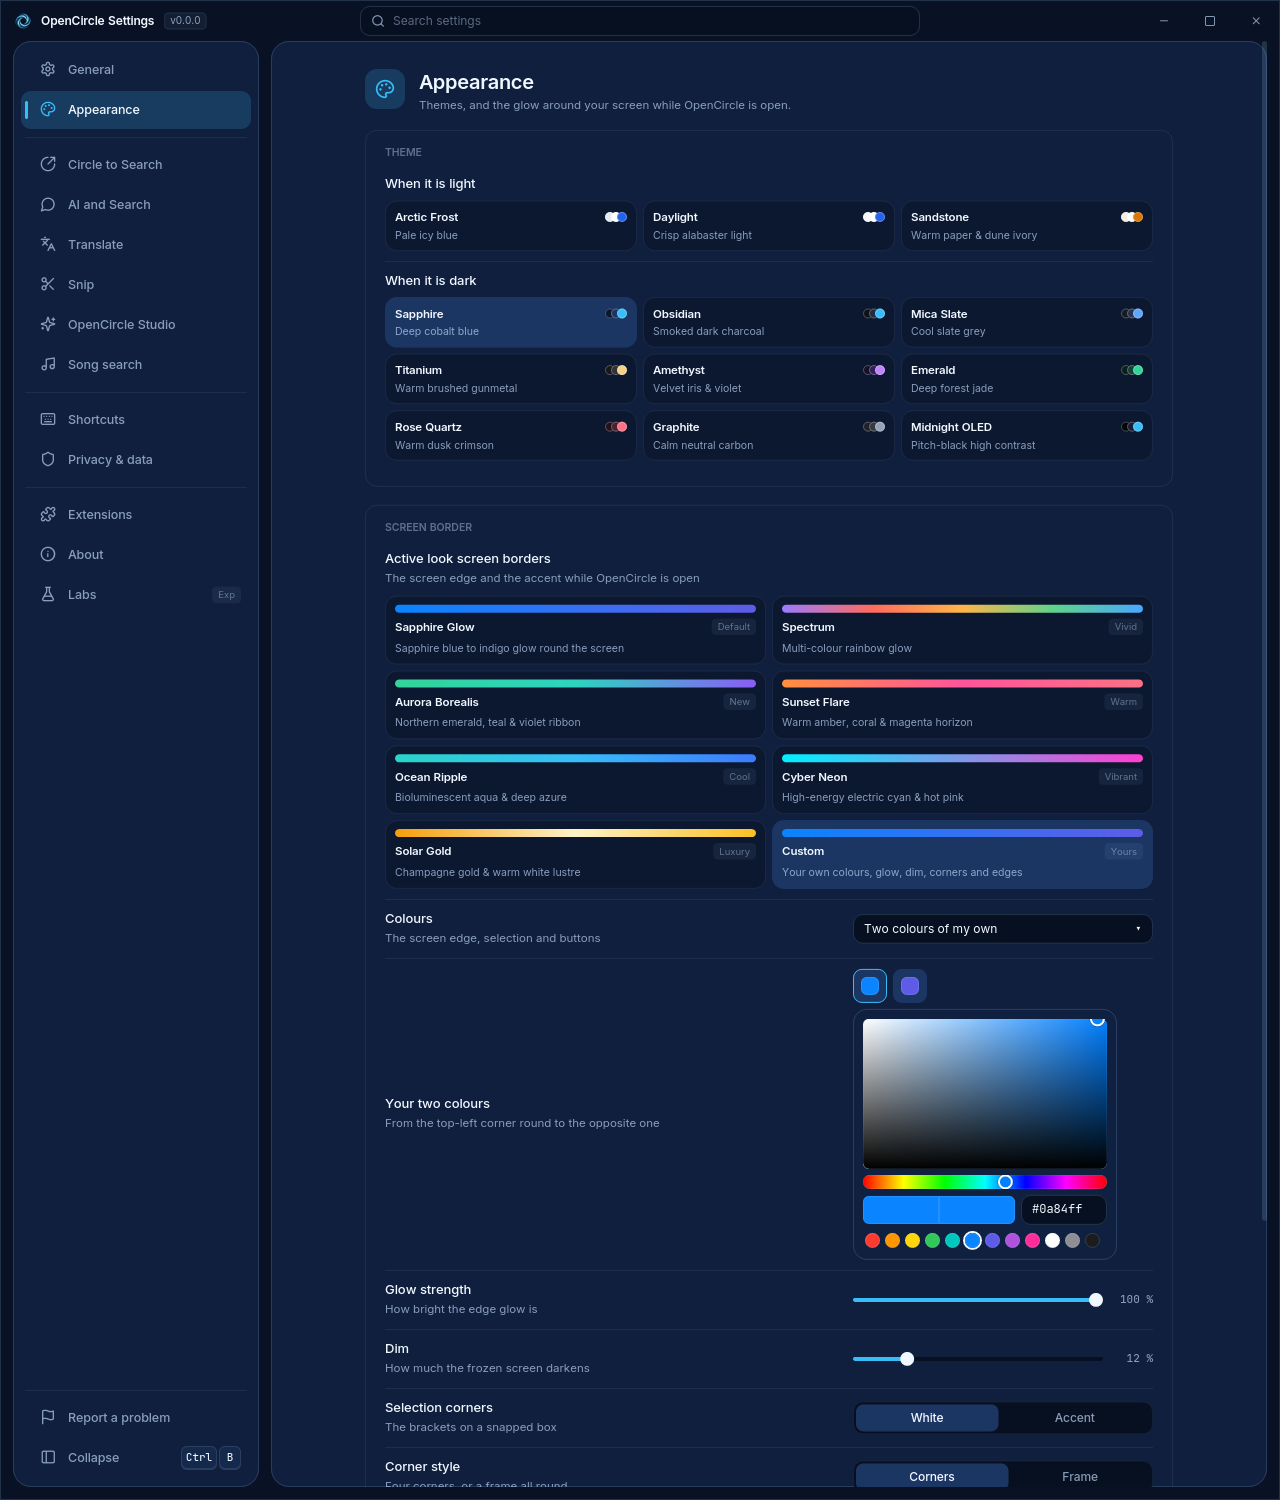 OpenCircle Settings v0.0.0
Search settings
General
Appearance
Circle to Search
AI and Search
Translate
Snip
OpenCircle Studio
Song search
Shortcuts
Privacy & data
Extensions
About
Labs Exp
Report a problem
Collapse Ctrl B
Appearance
Themes, and the glow around your screen while OpenCircle is open.
THEME
When it is light
Arctic Frost
Pale icy blue
Daylight
Crisp alabaster light
Sandstone
Warm paper & dune ivory
When it is dark
Sapphire
Deep cobalt blue
Obsidian
Smoked dark charcoal
Mica Slate
Cool slate grey
Titanium
Warm brushed gunmetal
Amethyst
Velvet iris & violet
Emerald
Deep forest jade
Rose Quartz
Warm dusk crimson
Graphite
Calm neutral carbon
Midnight OLED
Pitch-black high contrast
SCREEN BORDER
Active look screen borders
The screen edge and the accent while OpenCircle is open
Sapphire Glow Default
Sapphire blue to indigo glow round the screen
Spectrum Vivid
Multi-colour rainbow glow
Aurora Borealis New
Northern emerald, teal & violet ribbon
Sunset Flare Warm
Warm amber, coral & magenta horizon
Ocean Ripple Cool
Bioluminescent aqua & deep azure
Cyber Neon Vibrant
High-energy electric cyan & hot pink
Solar Gold Luxury
Champagne gold & warm white lustre
Custom Yours
Your own colours, glow, dim, corners and edges
Colours
The screen edge, selection and buttons
Two colours of my own
Your two colours
From the top-left corner round to the opposite one
#0a84ff
Glow strength
How bright the edge glow is
100 %
Dim
How much the frozen screen darkens
12 %
Selection corners
The brackets on a snapped box
White Accent
Corner style
Four corners, or a frame all round
Corners Frame